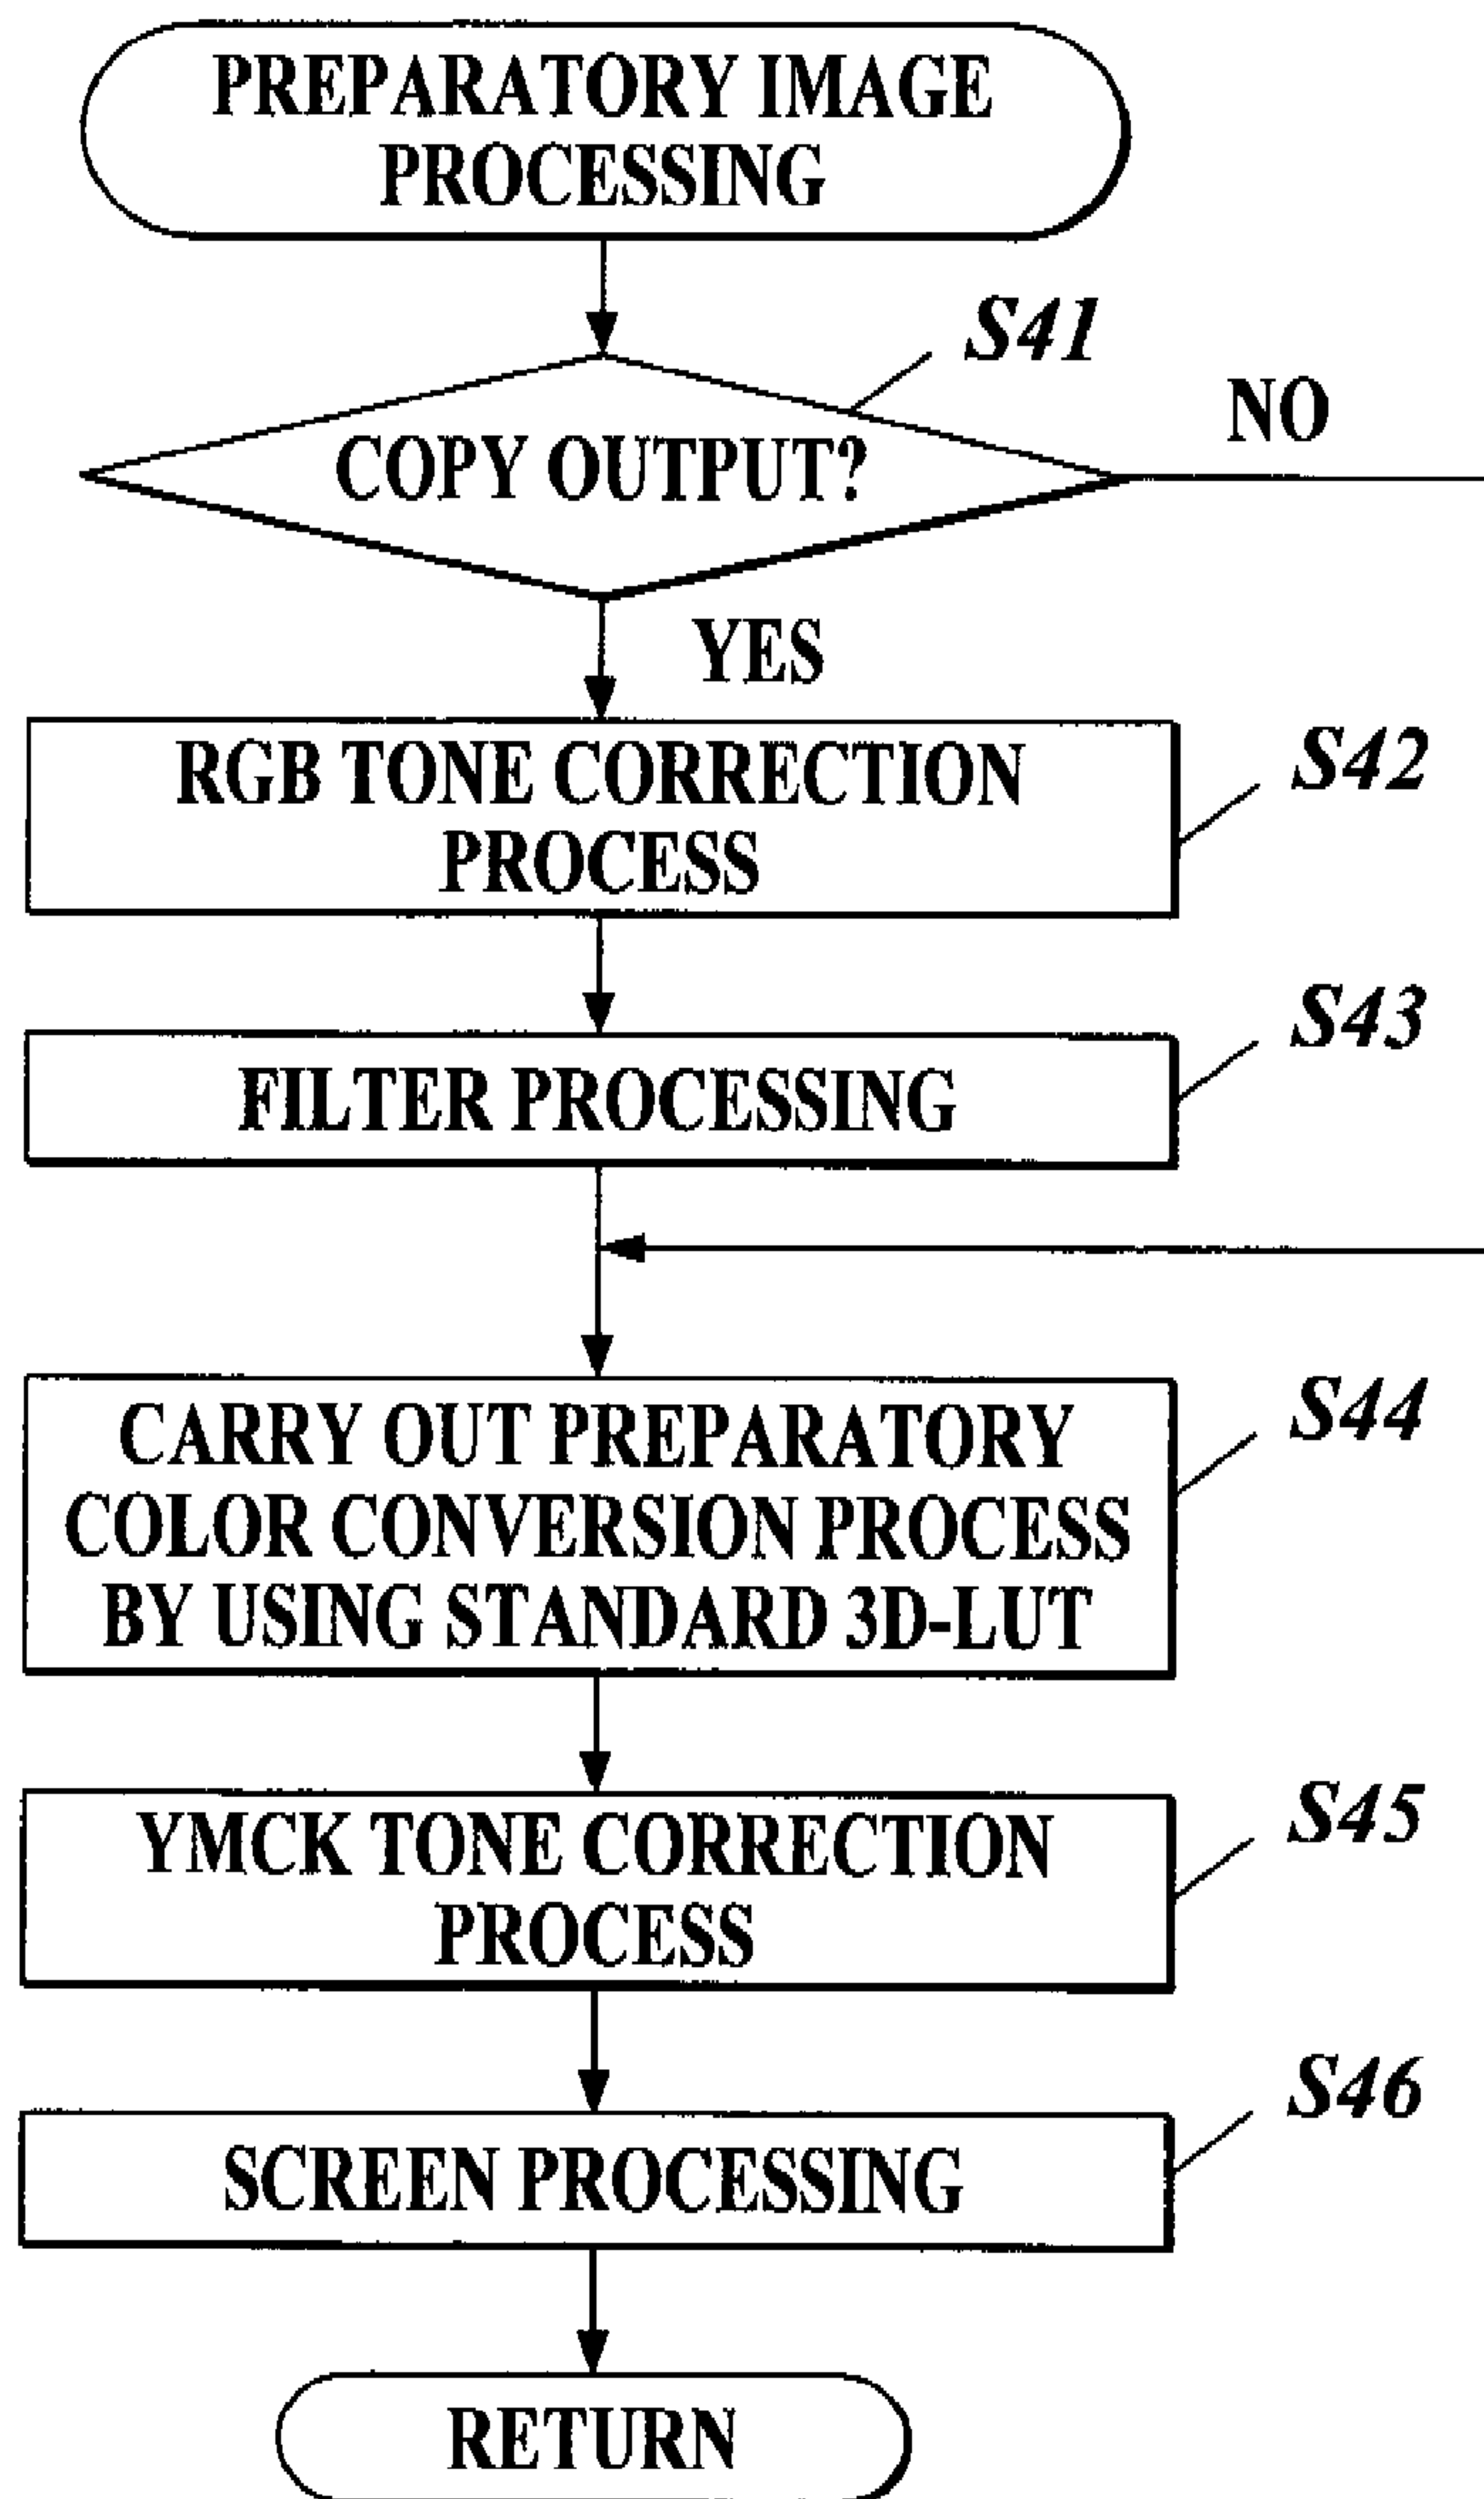 PREPARATORY IMAGE
PROCESSING
S41
COPY OUTPUT?
NO
YES
RGB TONE CORRECTION
PROCESS
S42
FILTER PROCESSING
S43
CARRY OUT PREPARATORY
COLOR CONVERSION PROCESS
BY USING STANDARD 3D-LUT
S44
YMCK TONE CORRECTION
PROCESS
S45
SCREEN PROCESSING
S46
RETURN